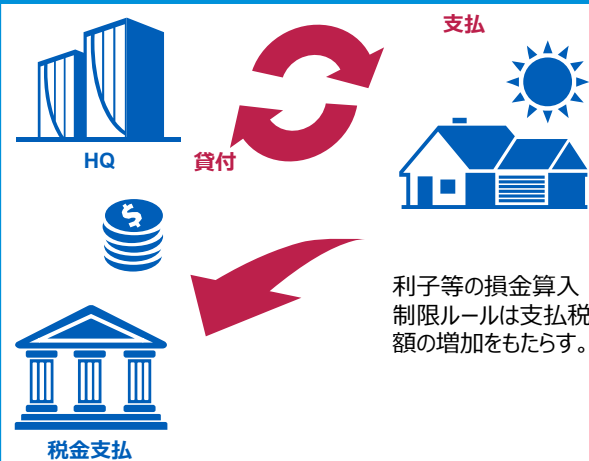 支払
HQ
貸付
$
利子等の損金算入
制限ルールは支払税
額の増加をもたらす。
税金支払